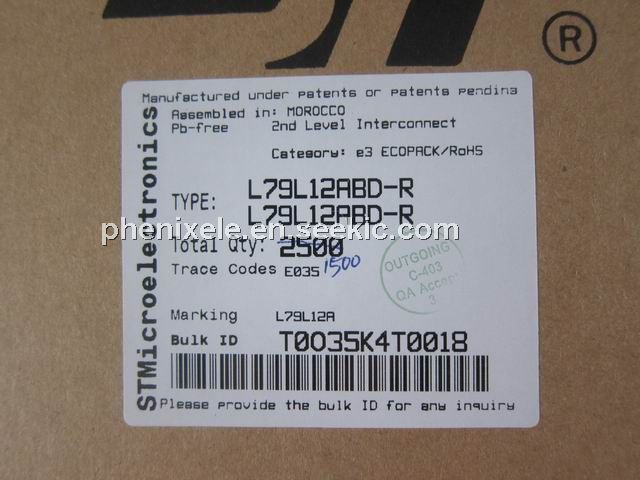 ®
Manufactured under patents or patents pending
Assembled in: MOROCCO
Pb-free 2nd Level Interconnect
Category: e3 ECOPACK/RoHS
STMicroelectronics
TYPE: L79L12ABD-R
L79L12ABD-R
phenixele.en.seekic.com
Total Qty: 2500
1500
Trace Codes E035
OUTGOING
C-403
QA Accept
3
Marking L79L12A
Bulk ID T0035K4T0018
Please provide the bulk ID for any inquiry